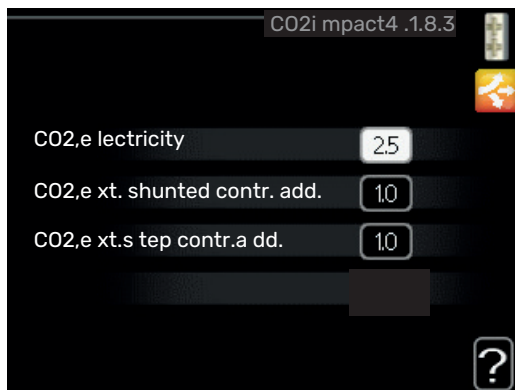 CO2i mpact4 .1.8.3
CO2,e lectricity 2.5
CO2,e xt. shunted contr. add. 1.0
CO2,e xt.s tep contr.a dd. 1.0
?